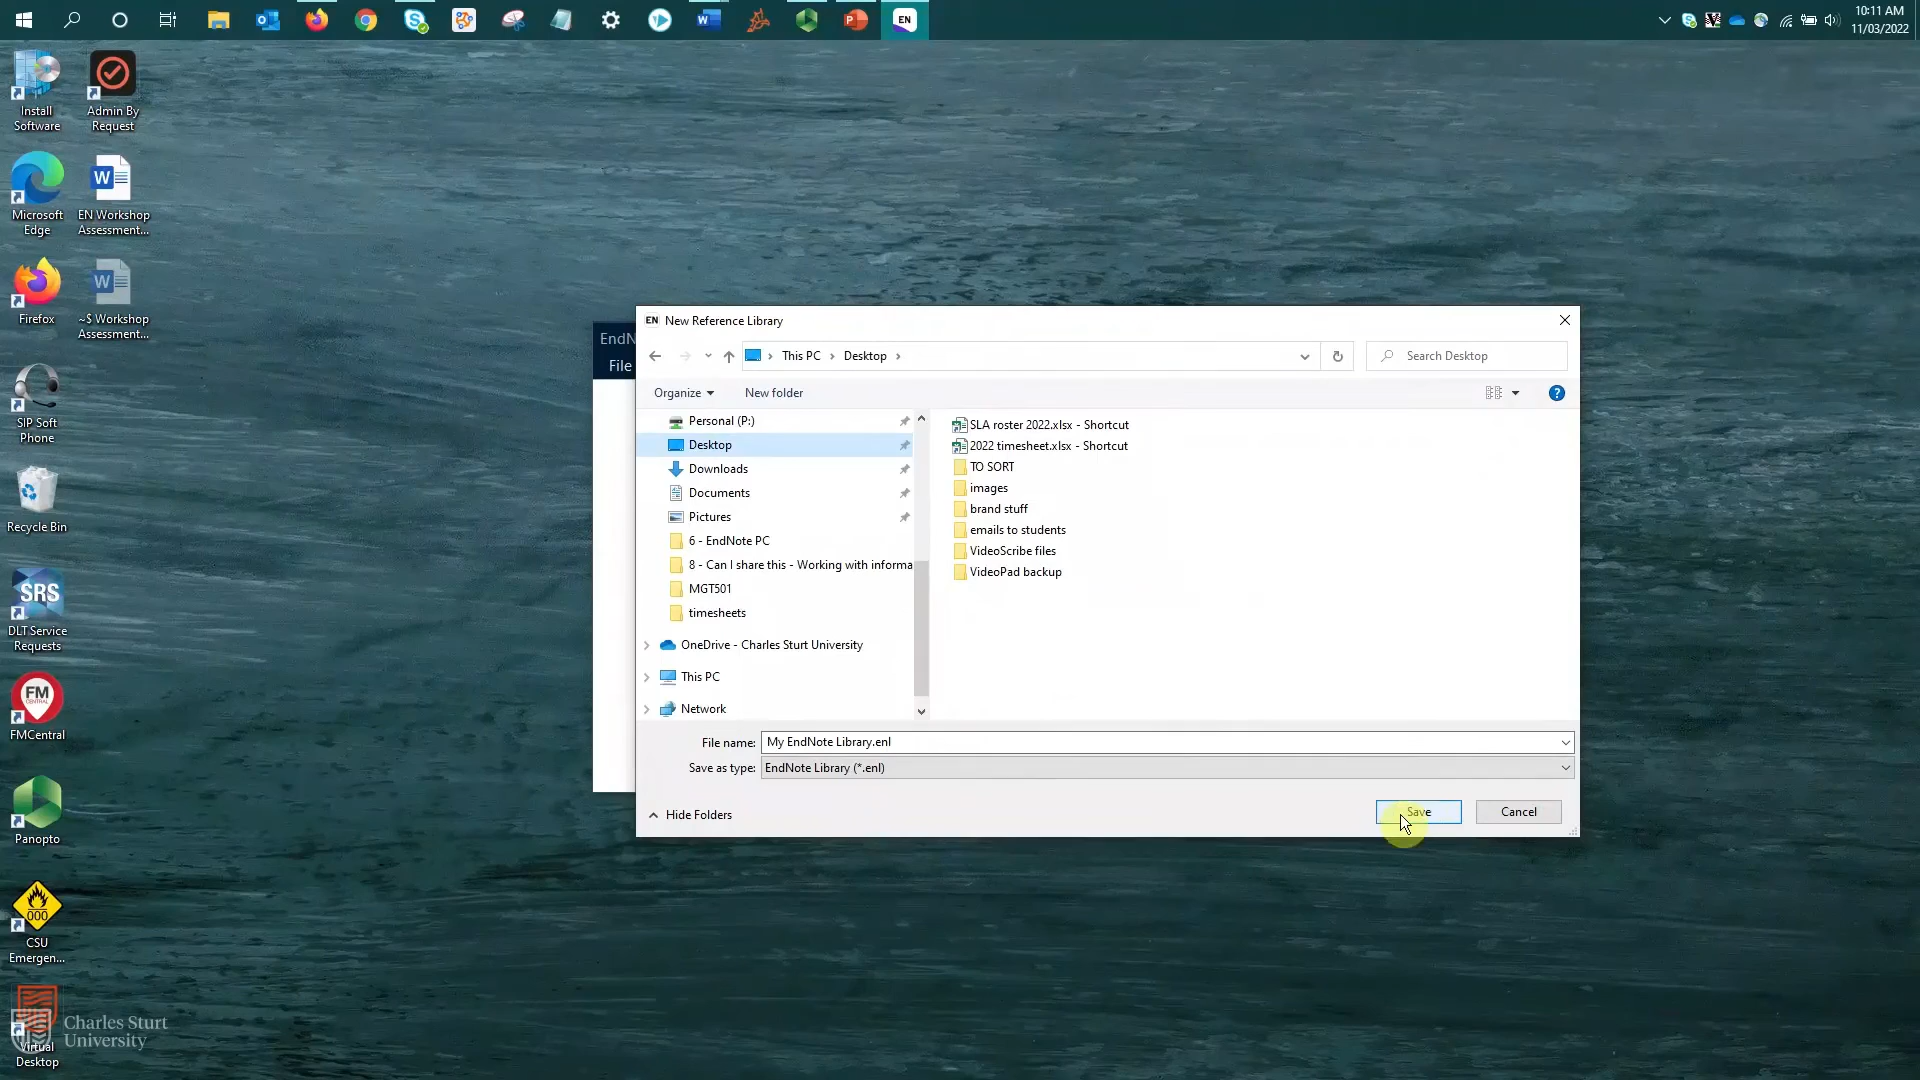 10:11 AM
11/03/2022
EN
Install
Software
Admin By
Request
Microsoft
Edge
EN Workshop
Assessment...
Firefox
~$ Workshop
Assessment...
SIP Soft
Phone
Recycle Bin
SRS
DLT Service
Requests
FM
CENTRAL
FMCentral
Panopto
000
CSU
Emergen...
Virtual
Desktop
Charles Sturt
University
EndN
File
EN New Reference Library
This PC
Desktop
Search Desktop
Organize
New folder
Personal (P:)
Desktop
Downloads
Documents
Pictures
6 - EndNote PC
8 - Can I share this - Working with informa
MGT501
timesheets
OneDrive - Charles Sturt University
This PC
Network
SLA roster 2022.xlsx - Shortcut
2022 timesheet.xlsx - Shortcut
TO SORT
images
brand stuff
emails to students
VideoScribe files
VideoPad backup
File name: My EndNote Library.enl
Save as type: EndNote Library (*.enl)
Hide Folders
Save
Cancel